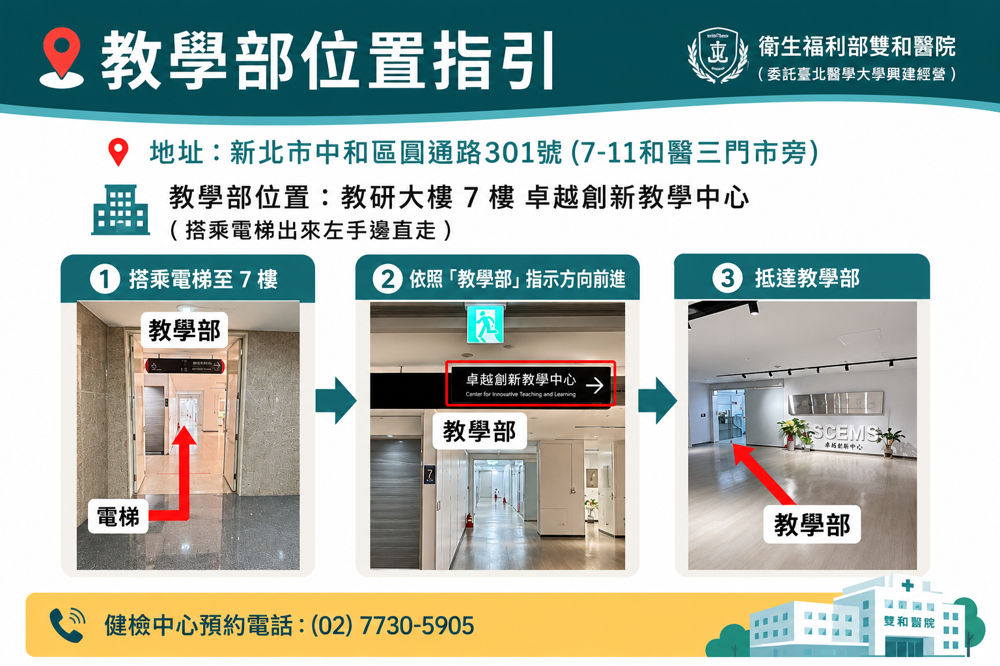 教學部位置指引
衛生福利部雙和醫院
(委託臺北醫學大學興建經營)
地址：新北市中和區圓通路301號 (7-11和醫三門市旁)
教學部位置：教研大樓 7 樓 卓越創新教學中心
(搭乘電梯出來左手邊直走)
1 搭乘電梯至 7 樓
教學部
電梯
2 依照「教學部」指示方向前進
卓越創新教學中心 →
Center for Innovative Teaching and Learning
教學部
7
3 抵達教學部
SCEMS
卓越創新中心
教學部
健檢中心預約電話：(02) 7730-5905
雙和醫院